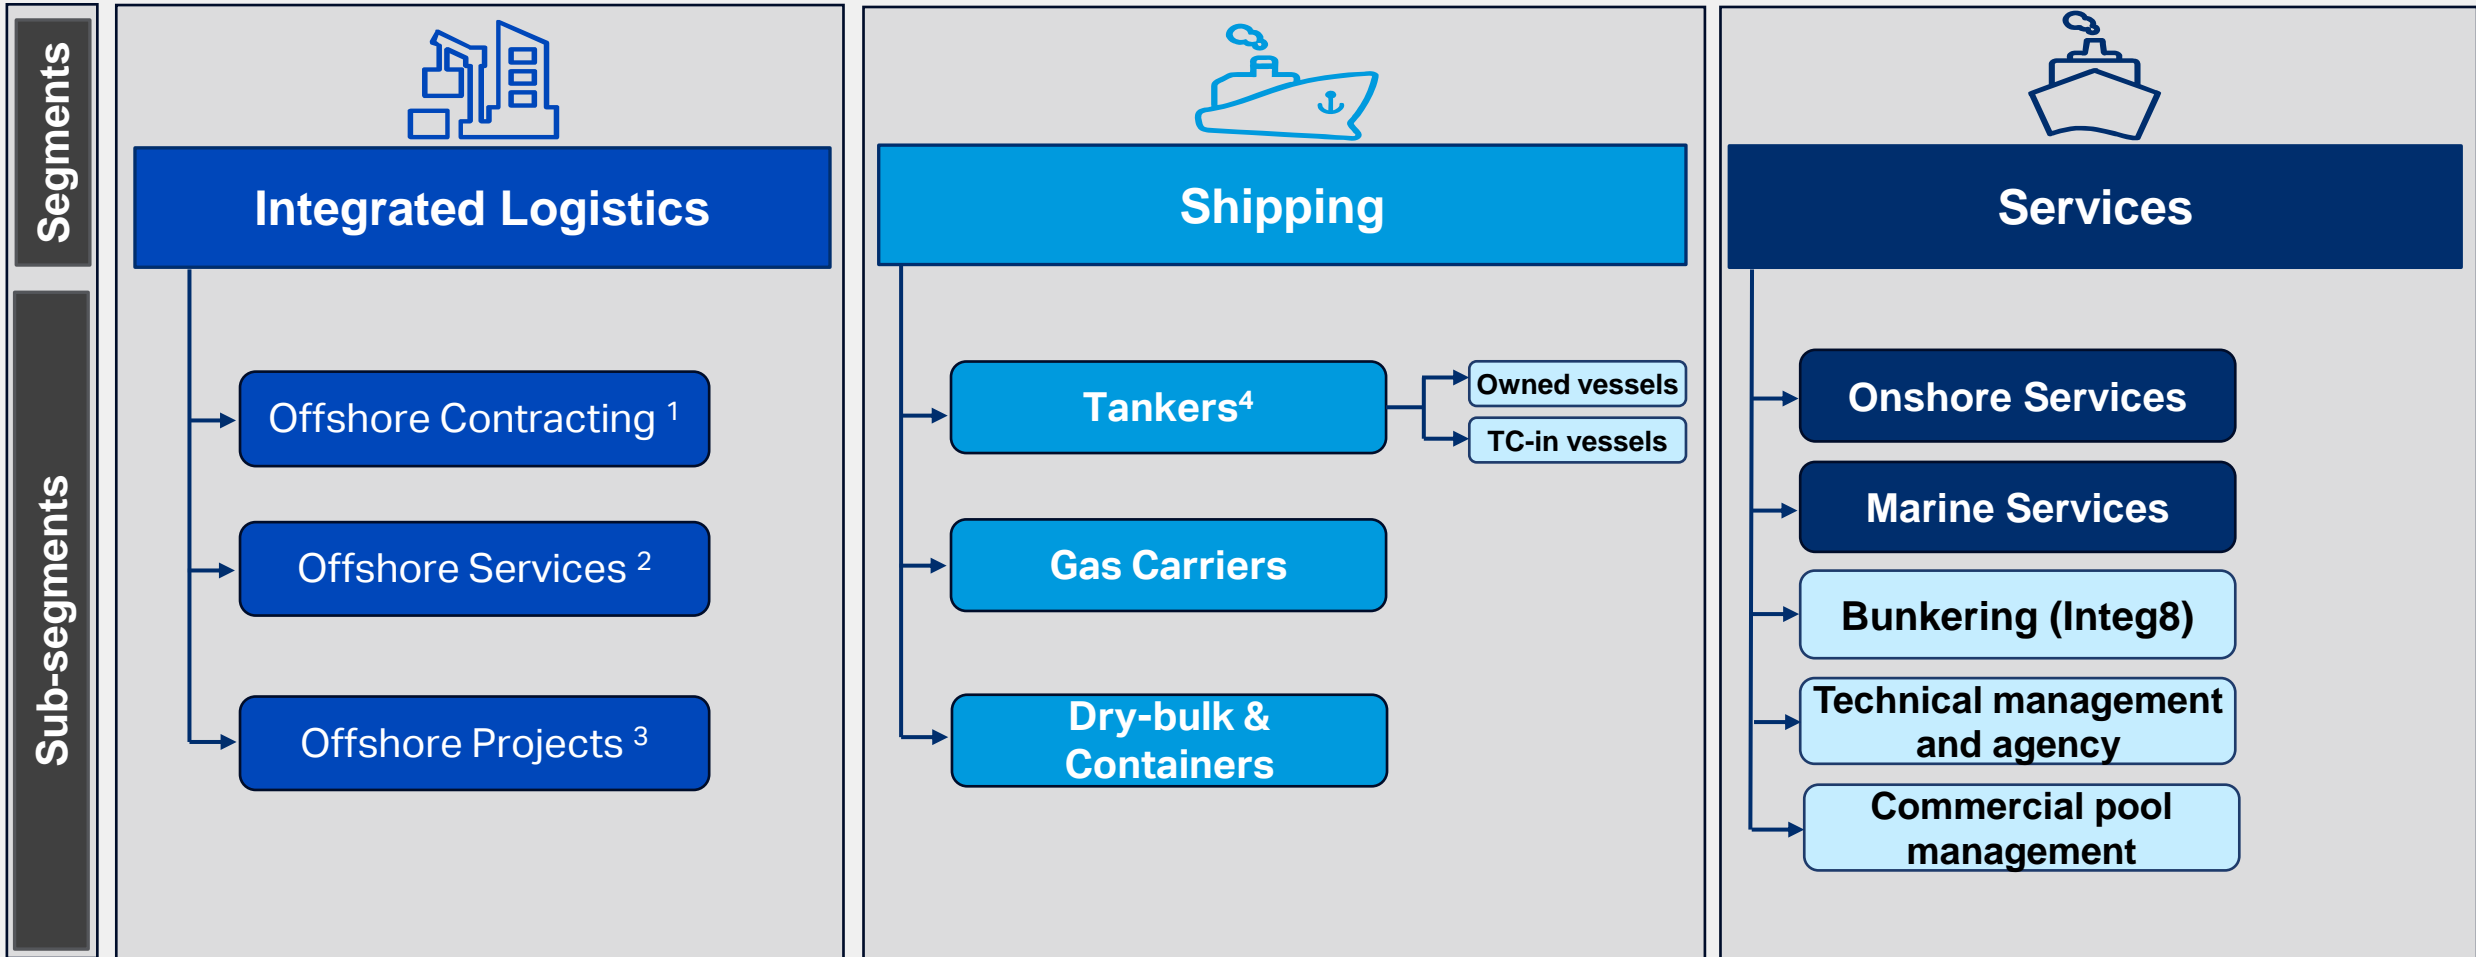 Segments
Sub-segments
Integrated Logistics
Offshore Contracting ¹
Offshore Services ²
Offshore Projects ³
Shipping
Tankers⁴
Owned vessels
TC-in vessels
Gas Carriers
Dry-bulk &
Containers
Services
Onshore Services
Marine Services
Bunkering (Integ8)
Technical management
and agency
Commercial pool
management